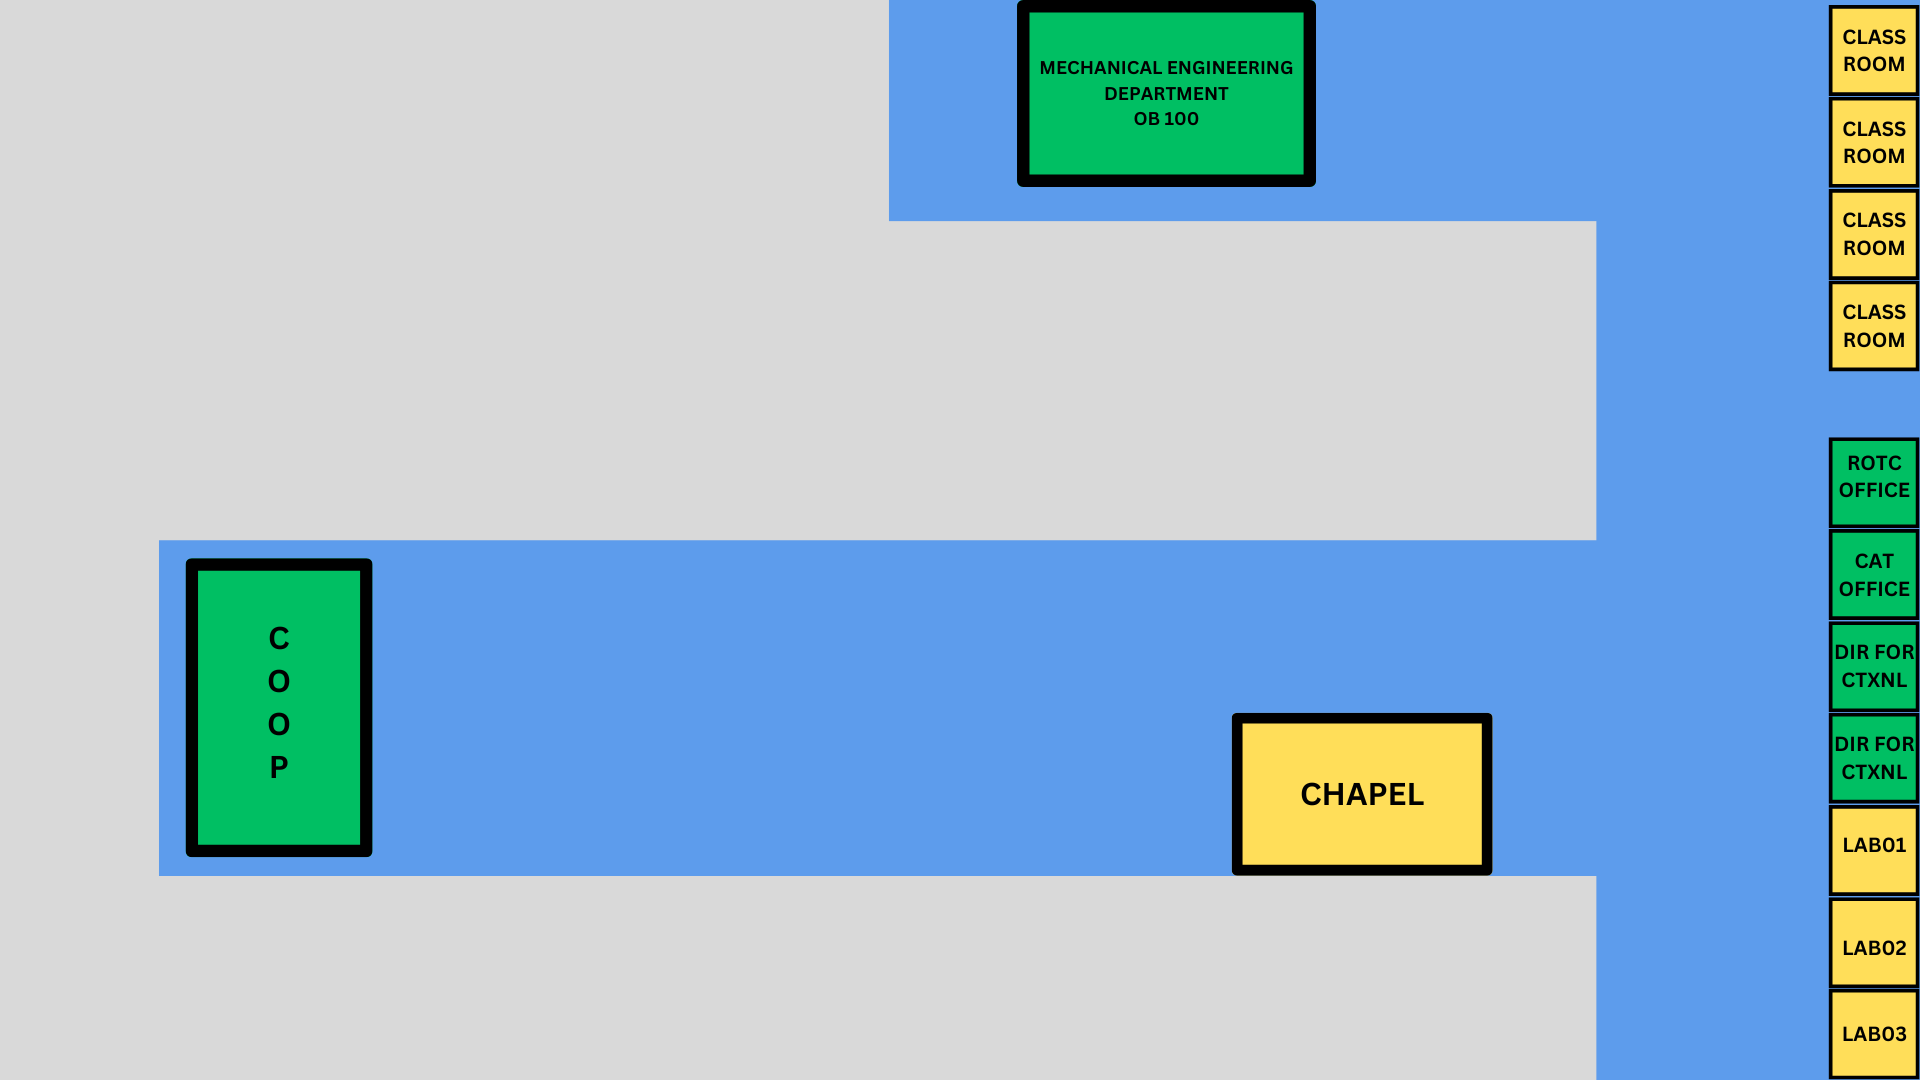 MECHANICAL ENGINEERING
DEPARTMENT
OB 100
CLASS
ROOM
CLASS
ROOM
CLASS
ROOM
CLASS
ROOM
ROTC
OFFICE
CAT
OFFICE
DIR FOR
CTXNL
DIR FOR
CTXNL
LAB01
LAB02
LAB03
C
O
O
P
CHAPEL